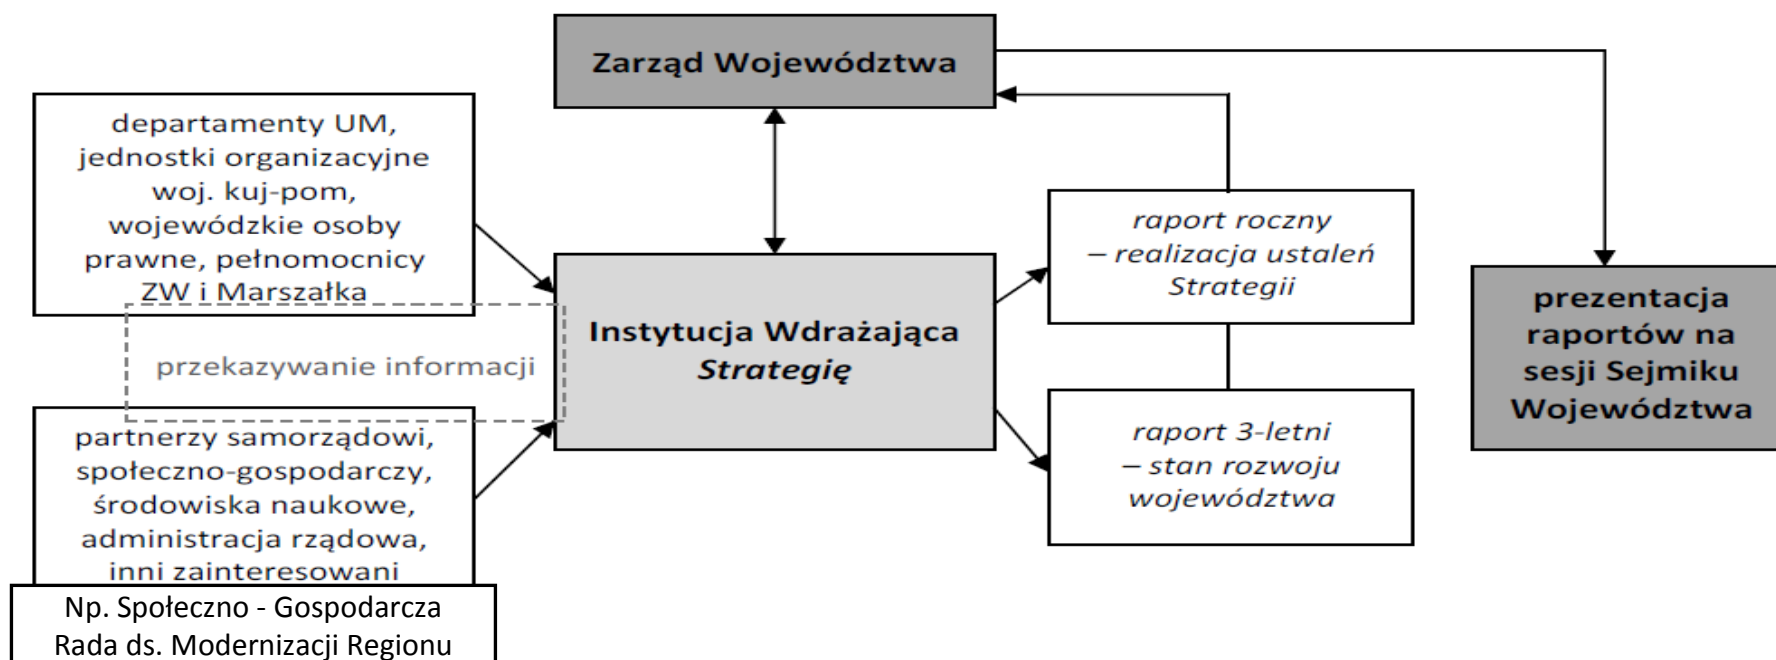 Zarząd Województwa
departamenty UM,
jednostki organizacyjne
woj. kuj-pom,
wojewódzkie osoby
prawne, pełnomocnicy
ZW i Marszałka
przekazywanie informacji
partnerzy samorządowi,
społeczno-gospodarczy,
środowiska naukowe,
administracja rządowa,
inni zainteresowani
Np. Społeczno - Gospodarcza
Rada ds. Modernizacji Regionu
Instytucja Wdrażająca
Strategię
raport roczny
– realizacja ustaleń
Strategii
raport 3-letni
– stan rozwoju
województwa
prezentacja
raportów na
sesji Sejmiku
Województwa